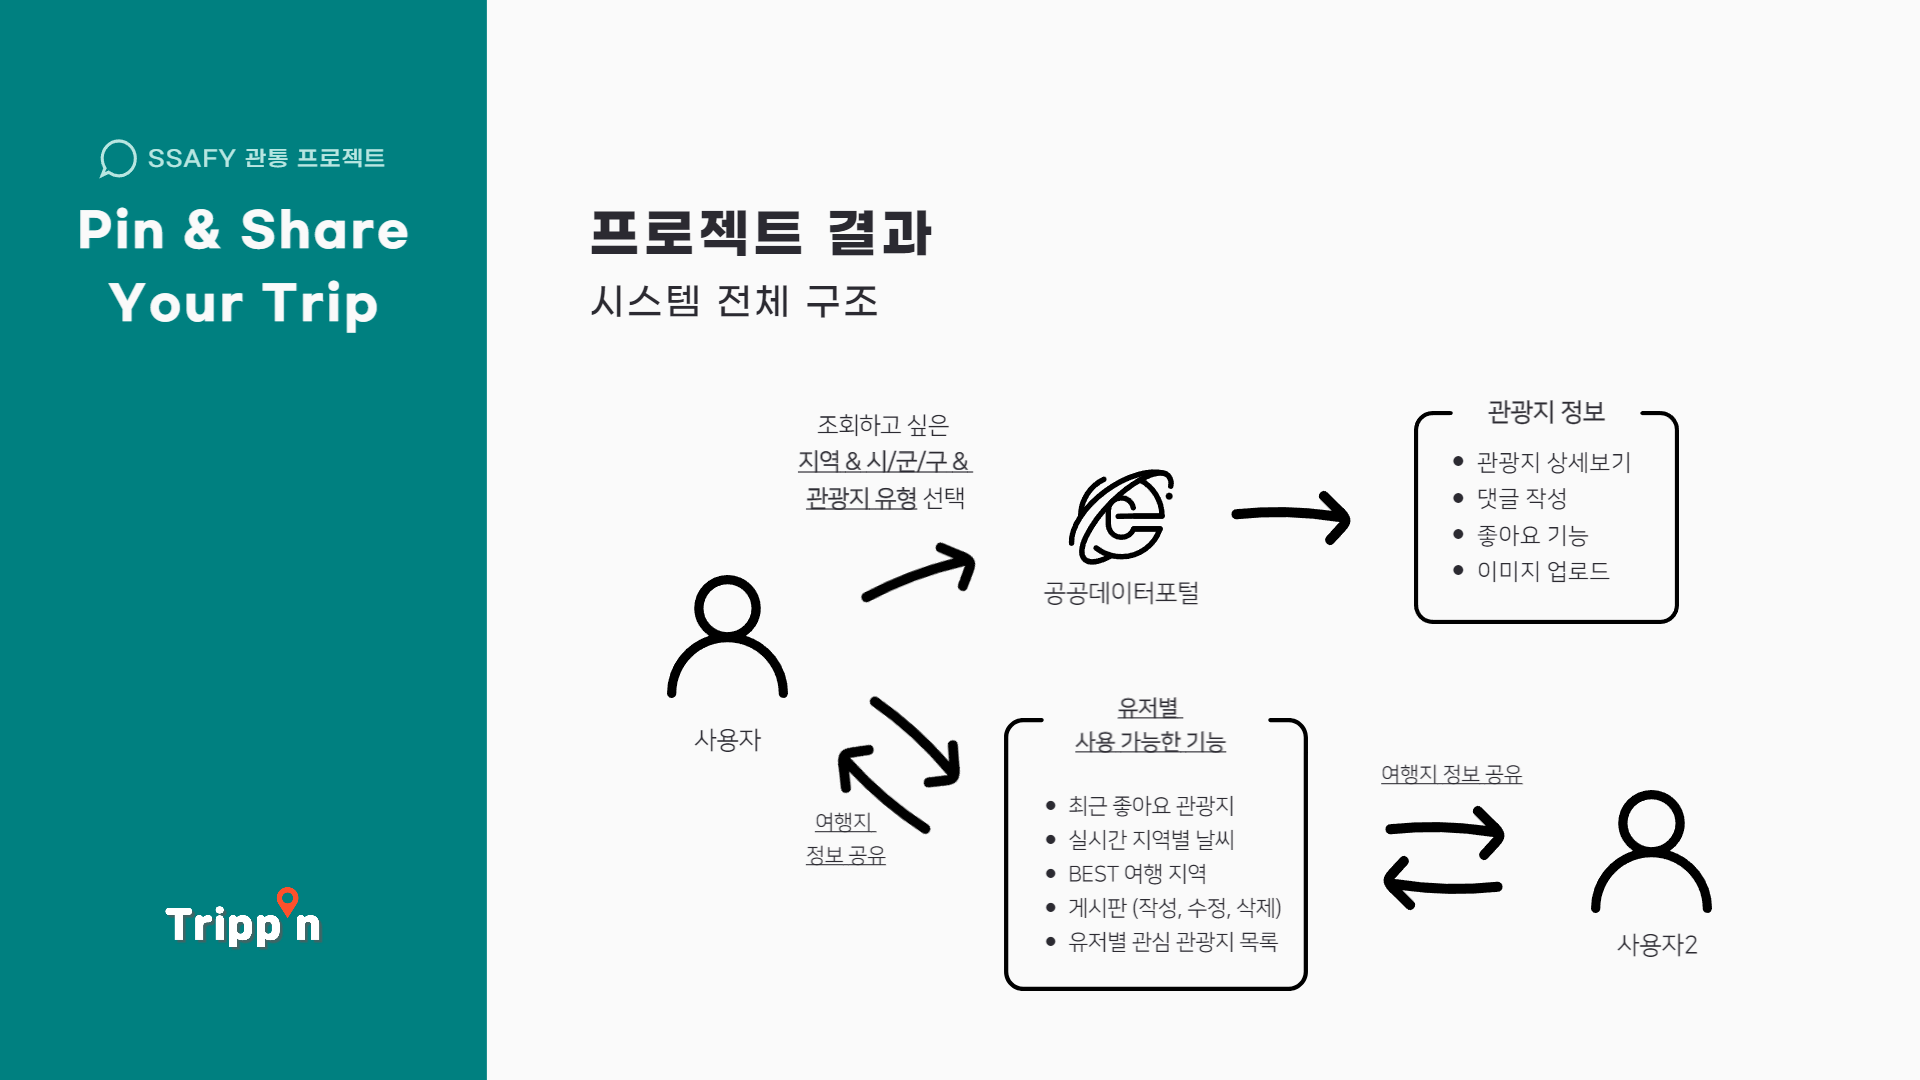 SSAFY 관통 프로젝트
Pin & Share
Your Trip
Trippin
프로젝트 결과
시스템 전체 구조
조회하고 싶은
지역 & 시/군/구 &
관광지 유형 선택
사용자
공공데이터포털
관광지 정보
관광지 상세보기
댓글 작성
좋아요 기능
이미지 업로드
여행지
정보 공유
유저별
사용 가능한 기능
최근 좋아요 관광지
실시간 지역별 날씨
BEST 여행 지역
게시판 (작성, 수정, 삭제)
유저별 관심 관광지 목록
여행지 정보 공유
사용자2